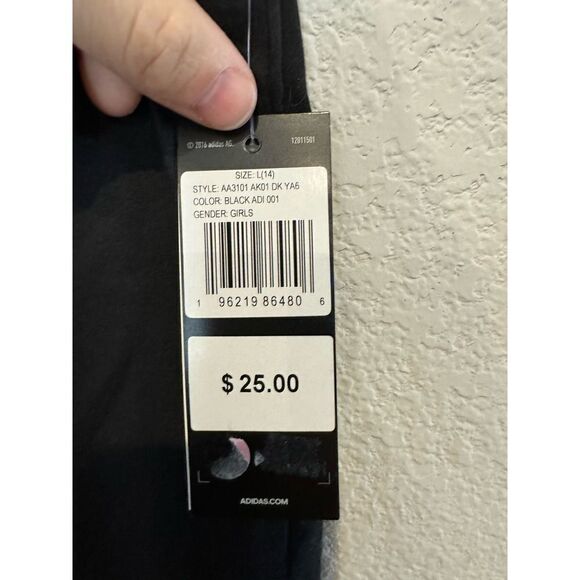 © 2016 adidas AG. 12011501
SIZE: L(14)
STYLE: AA3101 AK01 DK YA6
COLOR: BLACK ADI 001
GENDER: GIRLS
1 96219 86480 6
$ 25.00
ADIDAS.COM